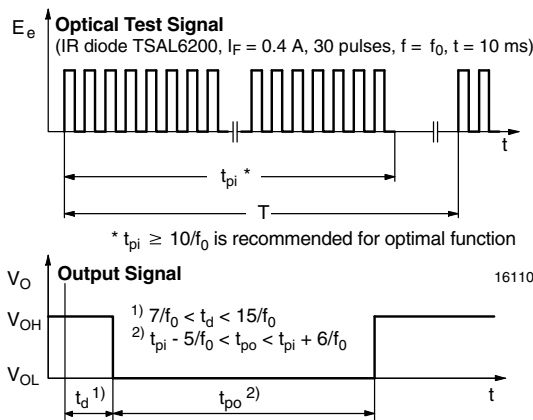 E_e Optical Test Signal
(IR diode TSAL6200, I_F = 0.4 A, 30 pulses, f = f_0, t = 10 ms)
t
t_pi *
T
* t_pi ≥ 10/f_0 is recommended for optimal function
V_O Output Signal 16110
V_OH 1) 7/f_0 < t_d < 15/f_0
2) t_pi - 5/f_0 < t_po < t_pi + 6/f_0
V_OL
t_d 1) t_po 2) t